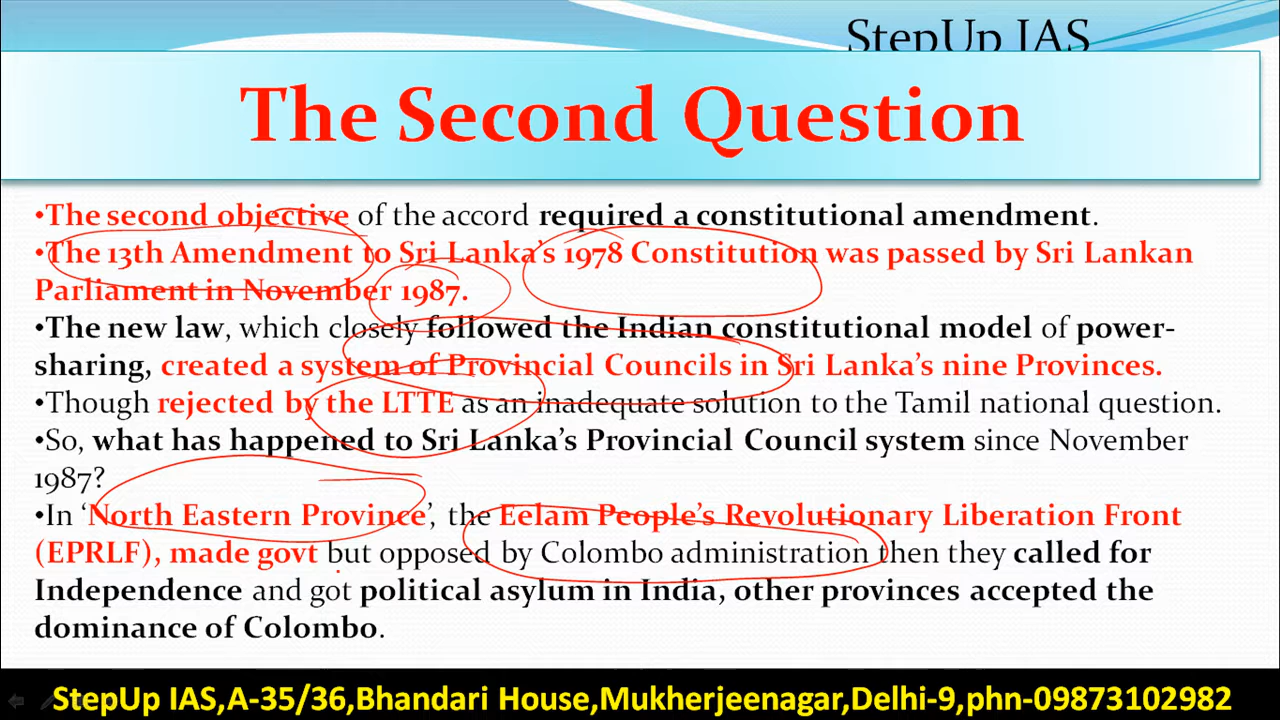 StepUp IAS
The Second Question
•The second objective of the accord required a constitutional amendment.
•The 13th Amendment to Sri Lanka's 1978 Constitution was passed by Sri Lankan
Parliament in November 1987.
•The new law, which closely followed the Indian constitutional model of power-
sharing, created a system of Provincial Councils in Sri Lanka's nine Provinces.
•Though rejected by the LTTE as an inadequate solution to the Tamil national question.
•So, what has happened to Sri Lanka's Provincial Council system since November
1987?
•In 'North Eastern Province', the Eelam People's Revolutionary Liberation Front
(EPRLF), made govt but opposed by Colombo administration then they called for
Independence and got political asylum in India, other provinces accepted the
dominance of Colombo.
StepUp IAS,A-35/36,Bhandari House,Mukherjeenagar,Delhi-9,phn-09873102982